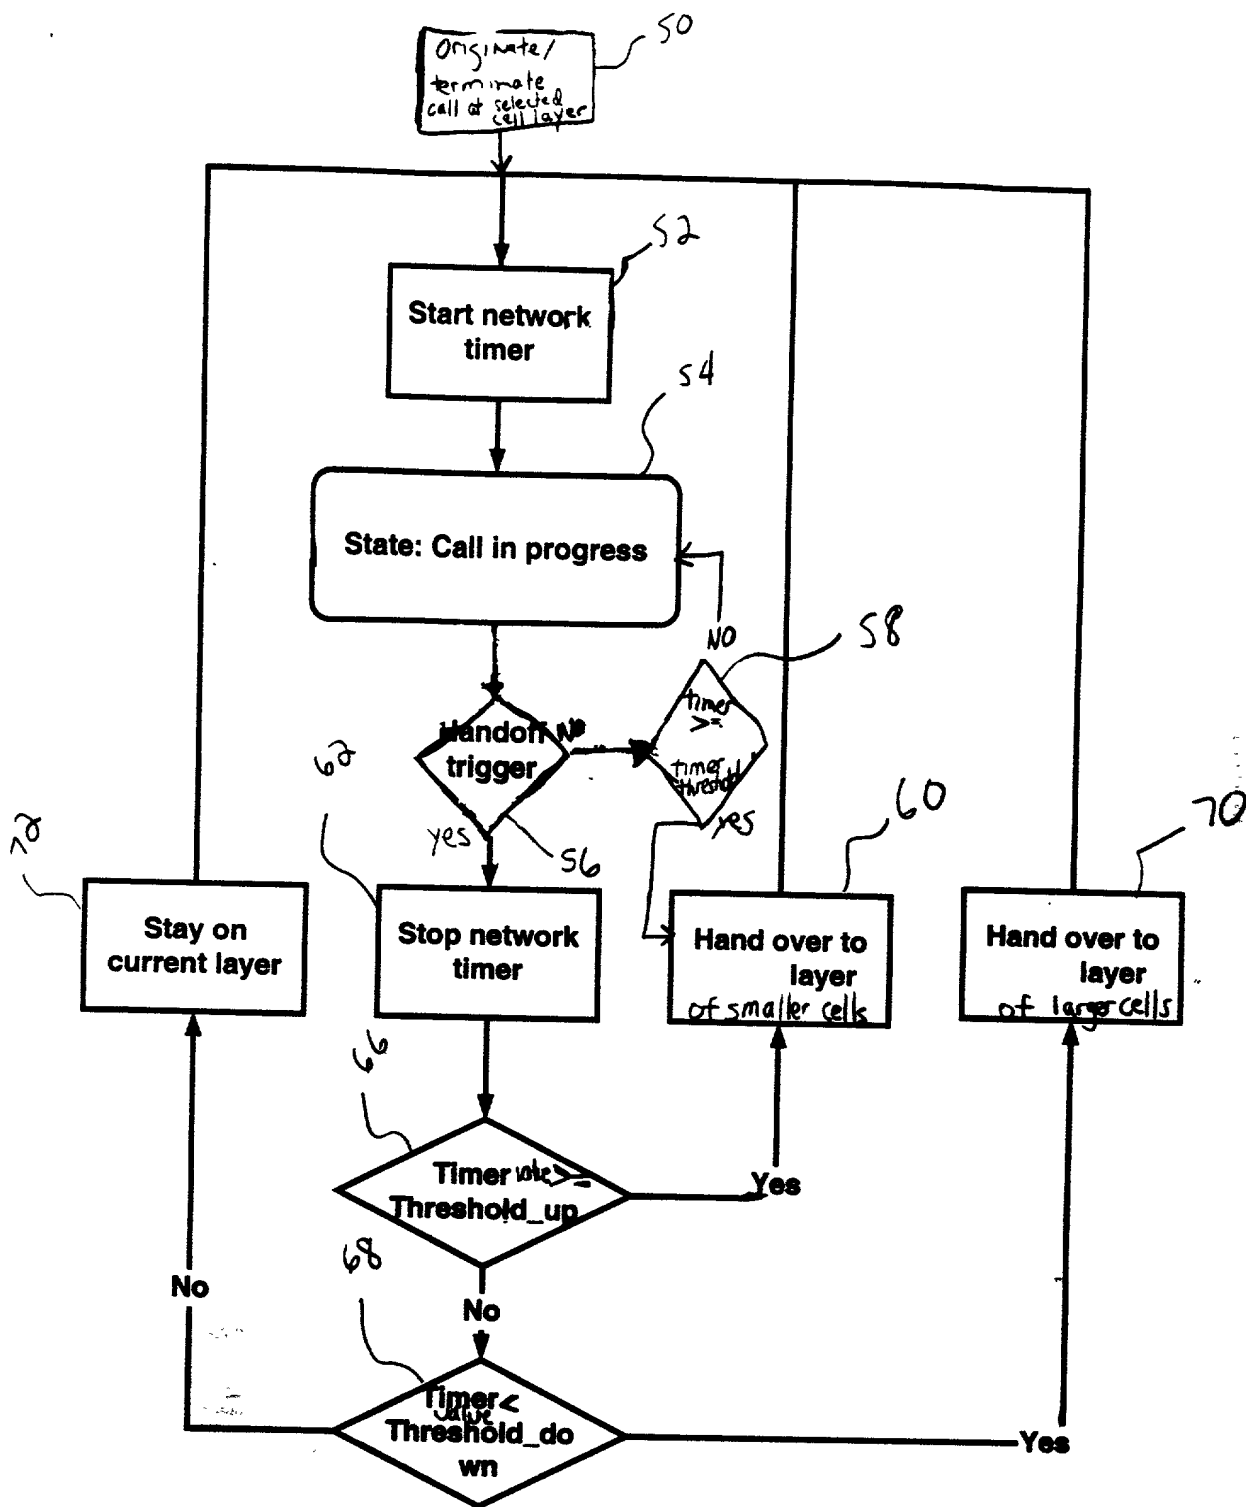 50
Originate/
terminate
call at selected
cell layer
52
Start network
timer
54
State: Call in progress
NO
58
timer
>=
timer
threshold
Handoff
trigger
No
yes
yes
56
62
60
70
72
Stay on
current layer
Stop network
timer
Hand over to
layer
of smaller cells
Hand over to
layer
of larger cells
66
Timer value >=
Threshold_up
Yes
68
No
No
Timer <
value
Threshold_do
wn
Yes